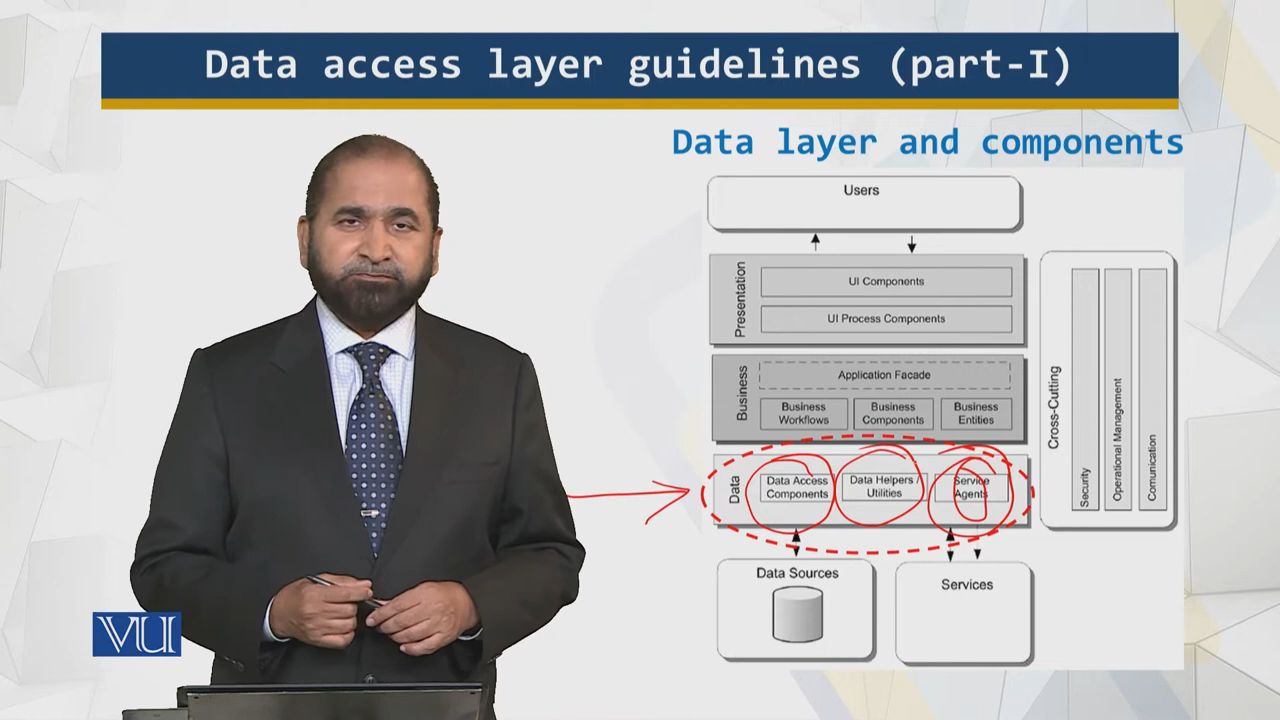 Data access layer guidelines (part-I)
Data layer and components
Users
Presentation
UI Components
UI Process Components
Business
Application Facade
Business
Workflows
Business
Components
Business
Entities
Data
Data Access
Components
Data Helpers /
Utilities
Service
Agents
Data Sources
Services
Cross-Cutting
Security
Operational Management
Comunication
VU